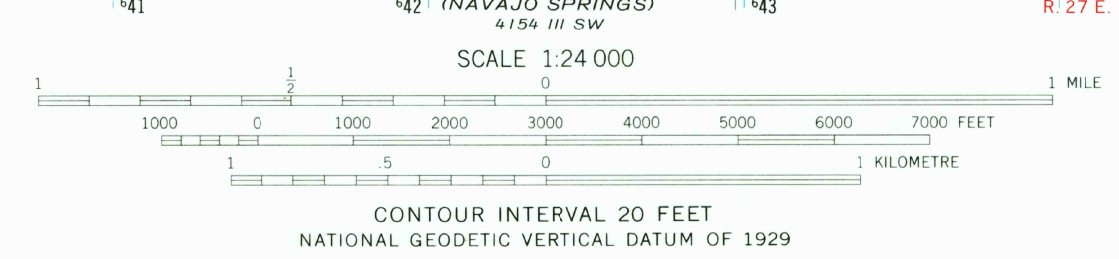 ⁶41 ⁶42 (NAVAJO SPRINGS) ⁶43 R. 27 E.
4154 III SW
SCALE 1:24 000
1 1/2 0 1 MILE
1000 0 1000 2000 3000 4000 5000 6000 7000 FEET
1 .5 0 1 KILOMETRE
CONTOUR INTERVAL 20 FEET
NATIONAL GEODETIC VERTICAL DATUM OF 1929